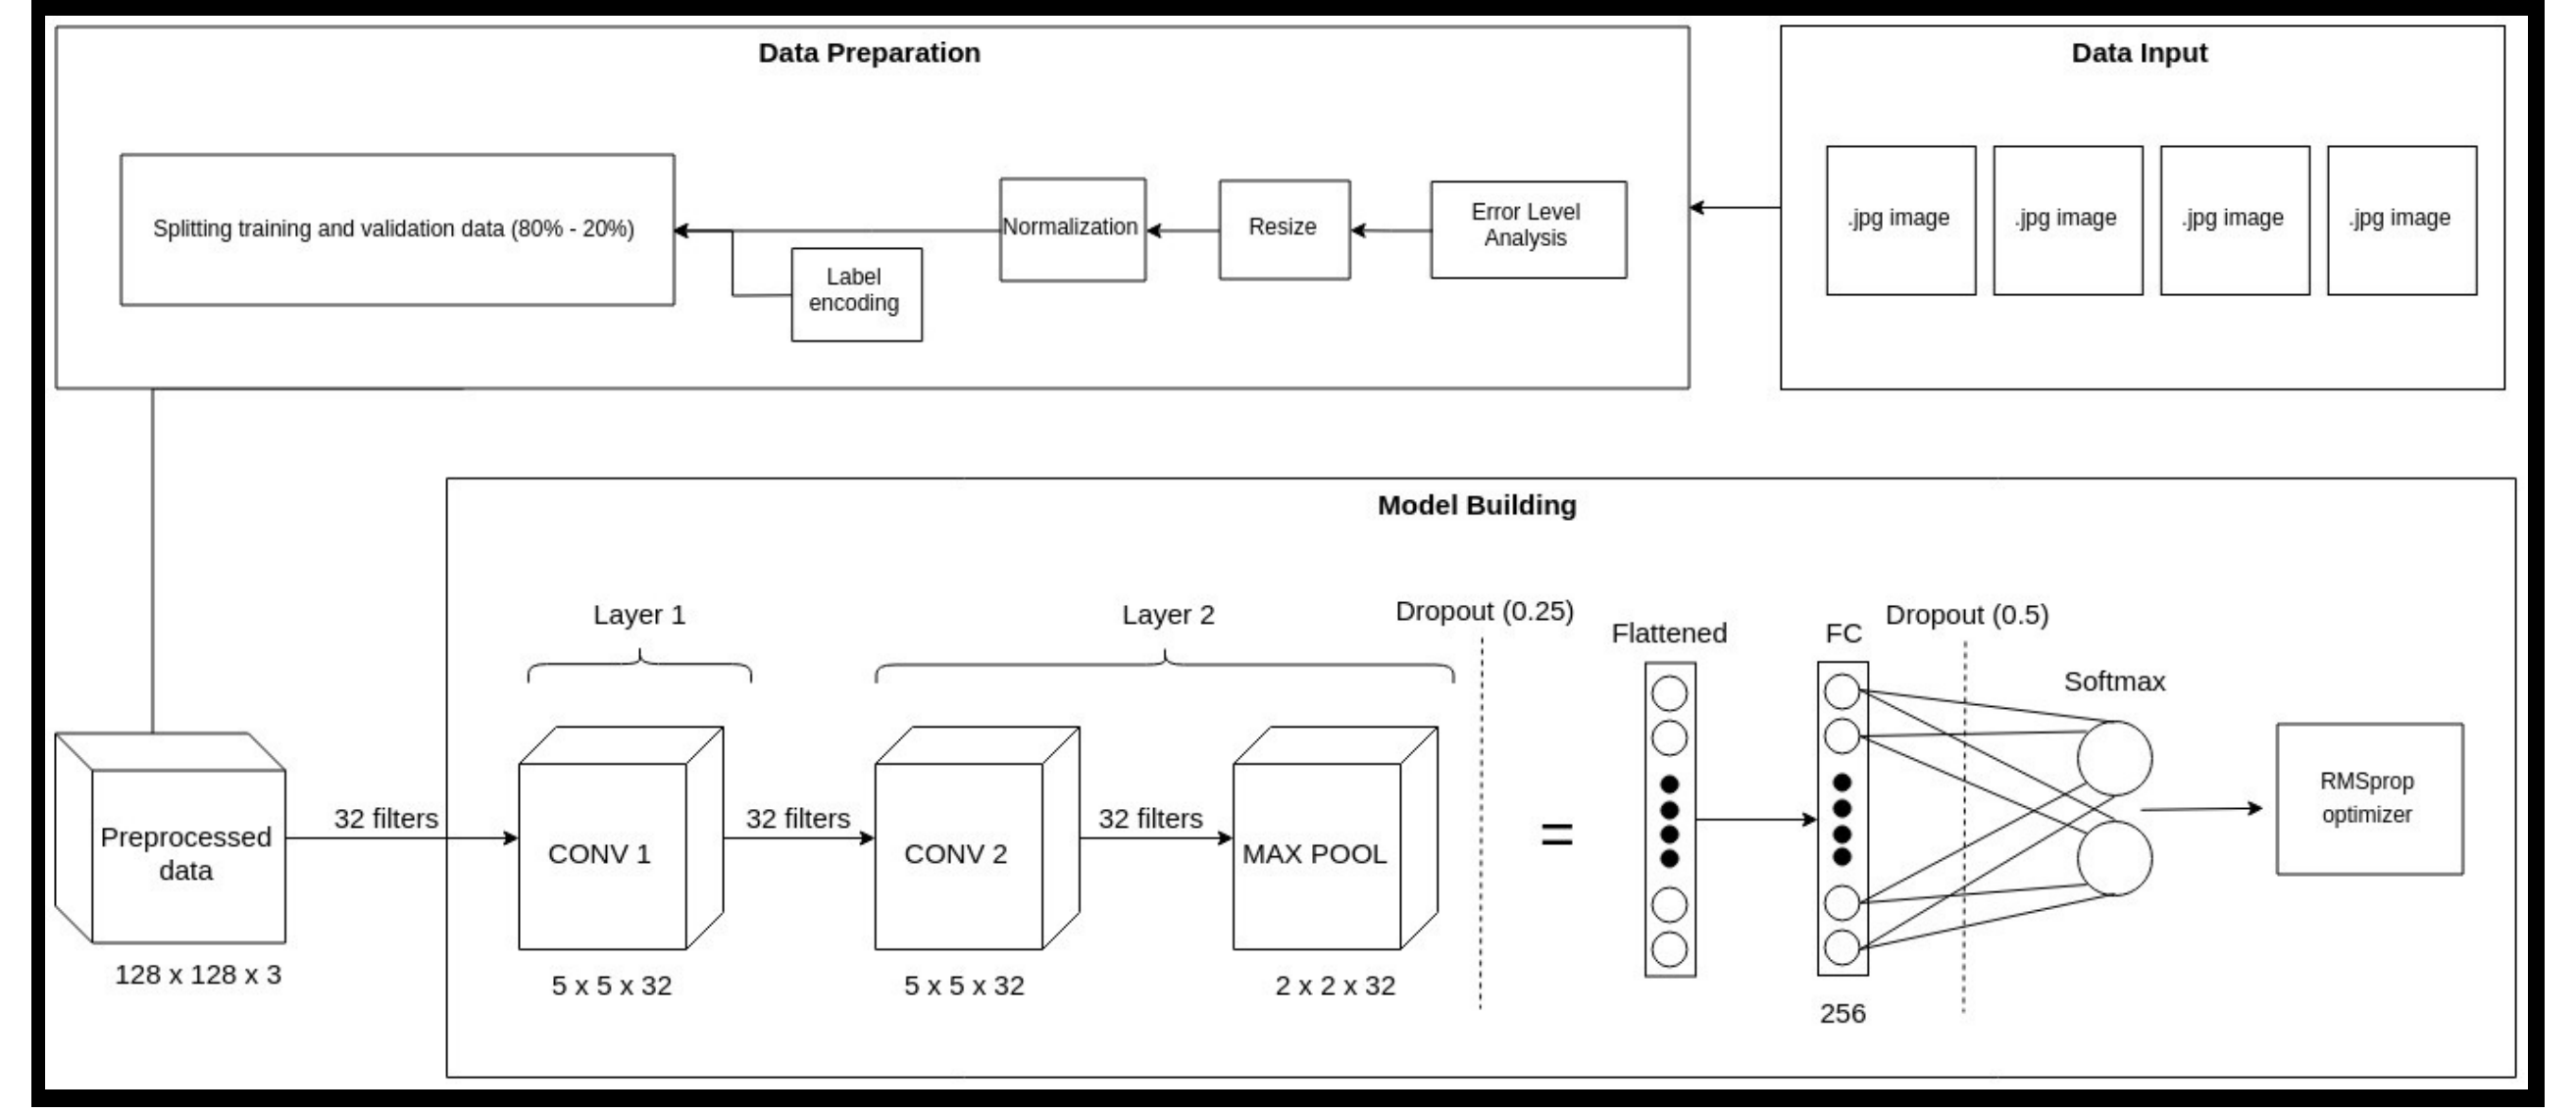 Data Preparation
Splitting training and validation data (80% - 20%)
Label
encoding
Normalization
Resize
Error Level
Analysis
Data Input
.jpg image
.jpg image
.jpg image
.jpg image
Model Building
Layer 1
Layer 2
Dropout (0.25)
Flattened
FC
Dropout (0.5)
Softmax
Preprocessed
data
128 x 128 x 3
32 filters
CONV 1
5 x 5 x 32
32 filters
CONV 2
5 x 5 x 32
32 filters
MAX POOL
2 x 2 x 32
=
256
RMSprop
optimizer